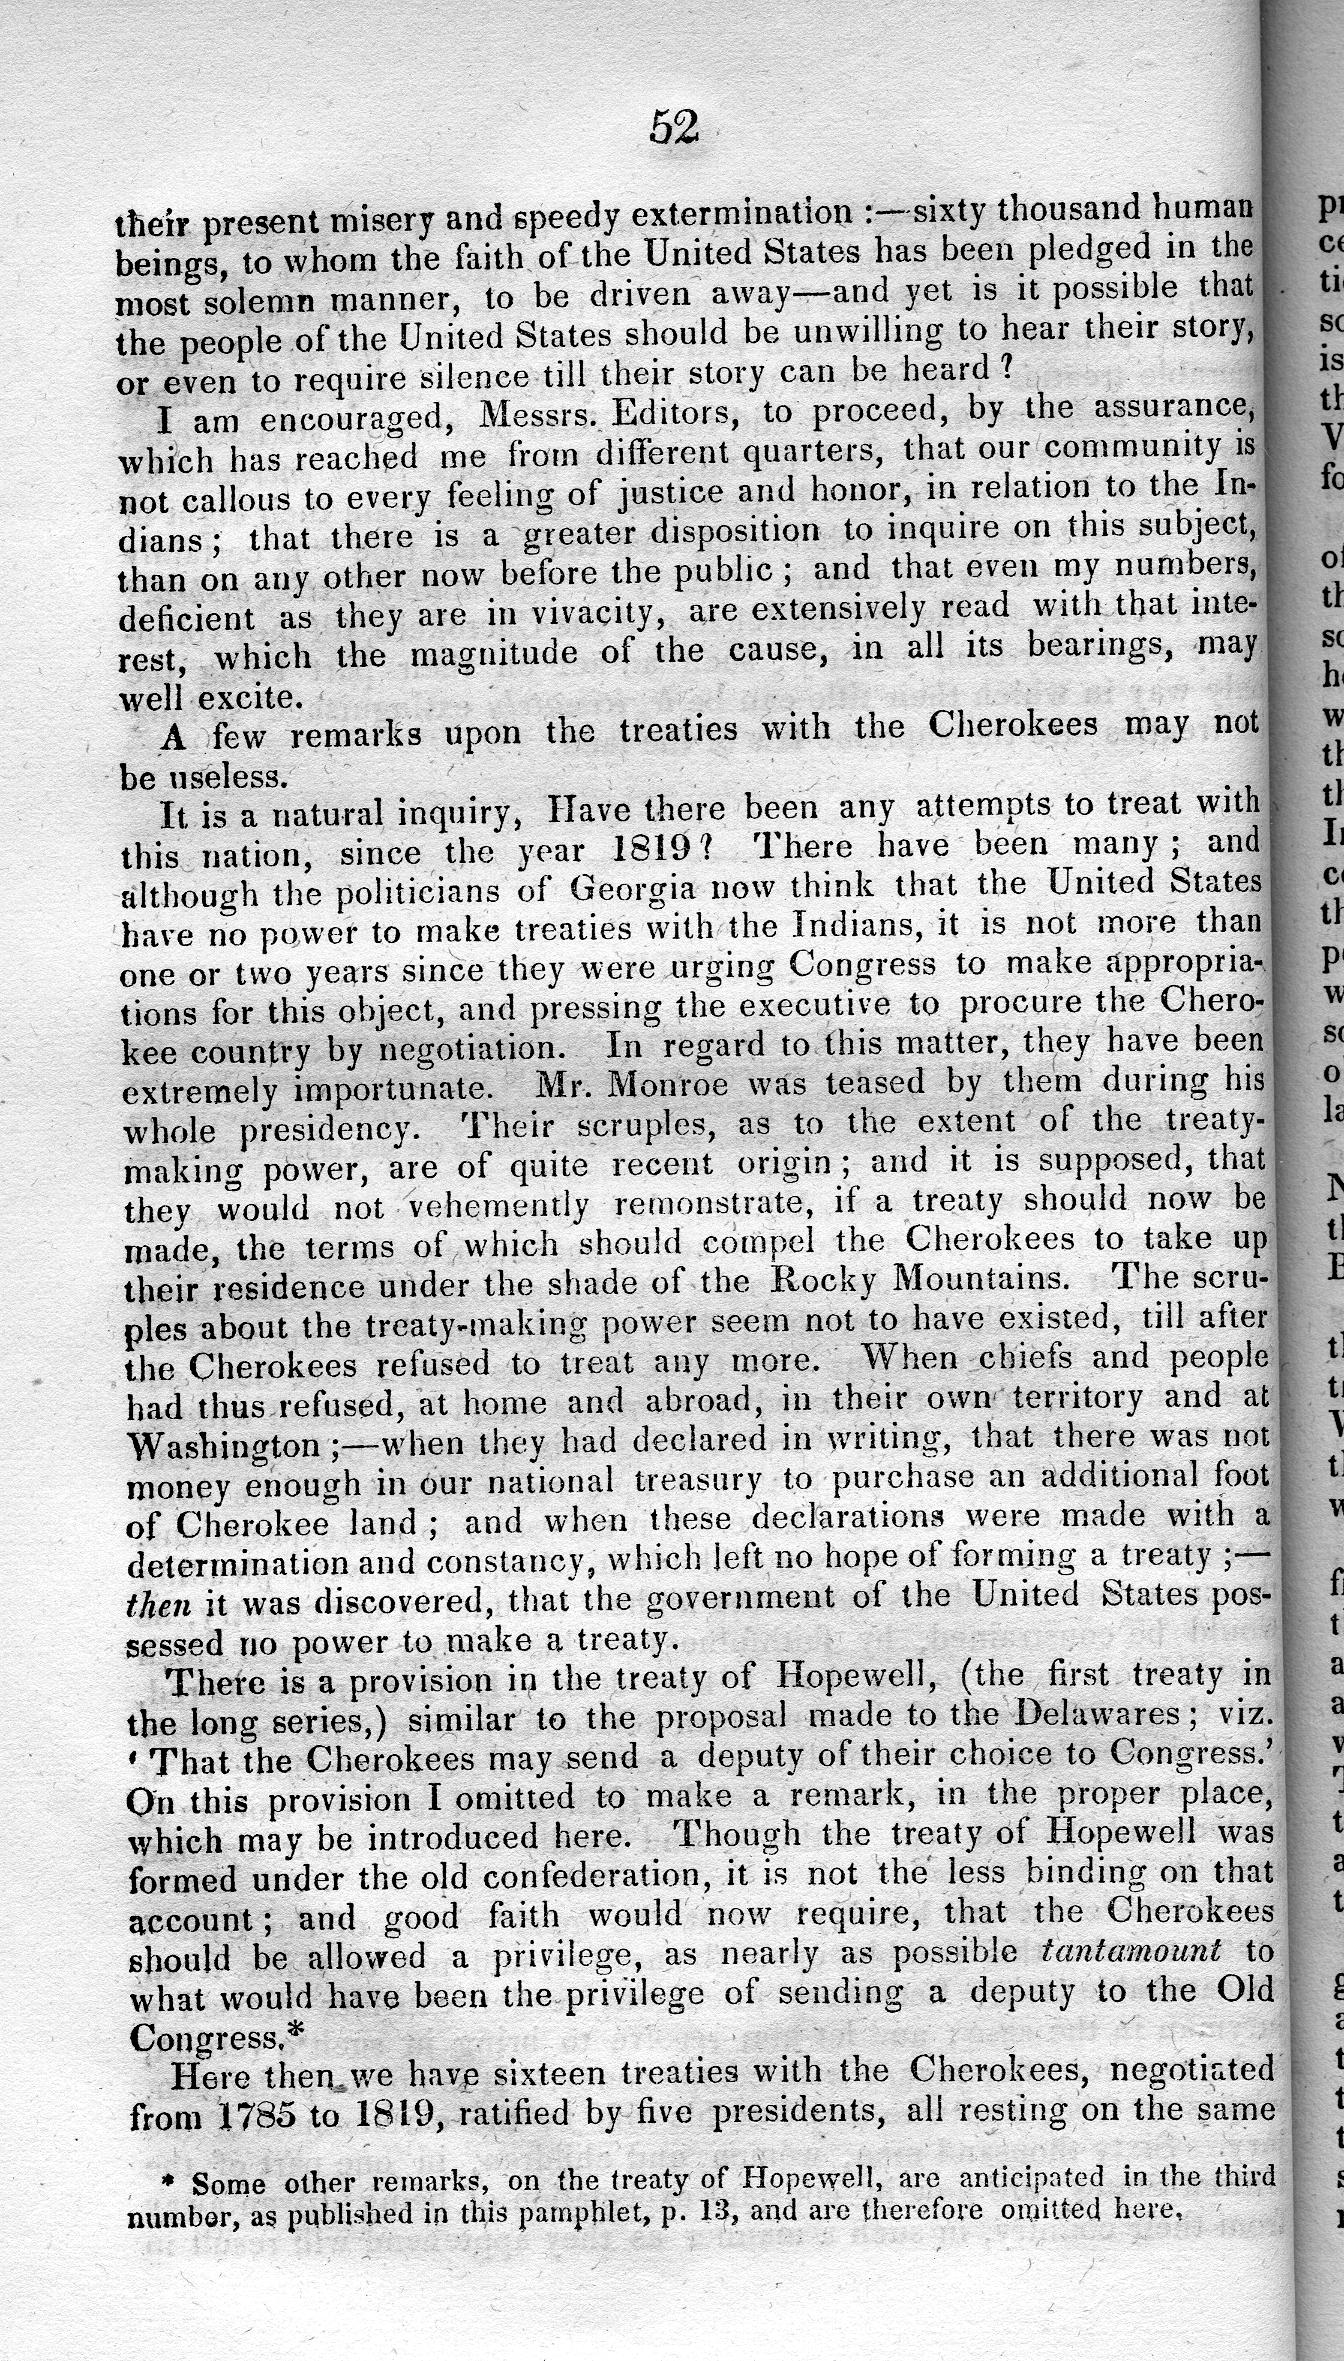 52
their present misery and speedy extermination :—sixty thousand human
beings, to whom the faith of the United States has been pledged in the
most solemn manner, to be driven away—and yet is it possible that
the people of the United States should be unwilling to hear their story,
or even to require silence till their story can be heard ?
I am encouraged, Messrs. Editors, to proceed, by the assurance,
which has reached me from different quarters, that our community is
not callous to every feeling of justice and honor, in relation to the In-
dians ; that there is a greater disposition to inquire on this subject,
than on any other now before the public ; and that even my numbers,
deficient as they are in vivacity, are extensively read with that inte-
rest, which the magnitude of the cause, in all its bearings, may
well excite.
A few remarks upon the treaties with the Cherokees may not
be useless.
It is a natural inquiry, Have there been any attempts to treat with
this nation, since the year 1819 ? There have been many ; and
although the politicians of Georgia now think that the United States
have no power to make treaties with the Indians, it is not more than
one or two years since they were urging Congress to make appropria-
tions for this object, and pressing the executive to procure the Chero-
kee country by negotiation. In regard to this matter, they have been
extremely importunate. Mr. Monroe was teased by them during his
whole presidency. Their scruples, as to the extent of the treaty-
making power, are of quite recent origin ; and it is supposed, that
they would not vehemently remonstrate, if a treaty should now be
made, the terms of which should compel the Cherokees to take up
their residence under the shade of the Rocky Mountains. The scru-
ples about the treaty-making power seem not to have existed, till after
the Cherokees refused to treat any more. When chiefs and people
had thus refused, at home and abroad, in their own territory and at
Washington ;—when they had declared in writing, that there was not
money enough in our national treasury to purchase an additional foot
of Cherokee land ; and when these declarations were made with a
determination and constancy, which left no hope of forming a treaty ;—
then it was discovered, that the government of the United States pos-
sessed no power to make a treaty.
There is a provision in the treaty of Hopewell, (the first treaty in
the long series,) similar to the proposal made to the Delawares ; viz.
‘ That the Cherokees may send a deputy of their choice to Congress.’
On this provision I omitted to make a remark, in the proper place,
which may be introduced here. Though the treaty of Hopewell was
formed under the old confederation, it is not the less binding on that
account ; and good faith would now require, that the Cherokees
should be allowed a privilege, as nearly as possible tantamount to
what would have been the privilege of sending a deputy to the Old
Congress.*
Here then we have sixteen treaties with the Cherokees, negotiated
from 1785 to 1819, ratified by five presidents, all resting on the same
* Some other remarks, on the treaty of Hopewell, are anticipated in the third
number, as published in this pamphlet, p. 13, and are therefore omitted here.